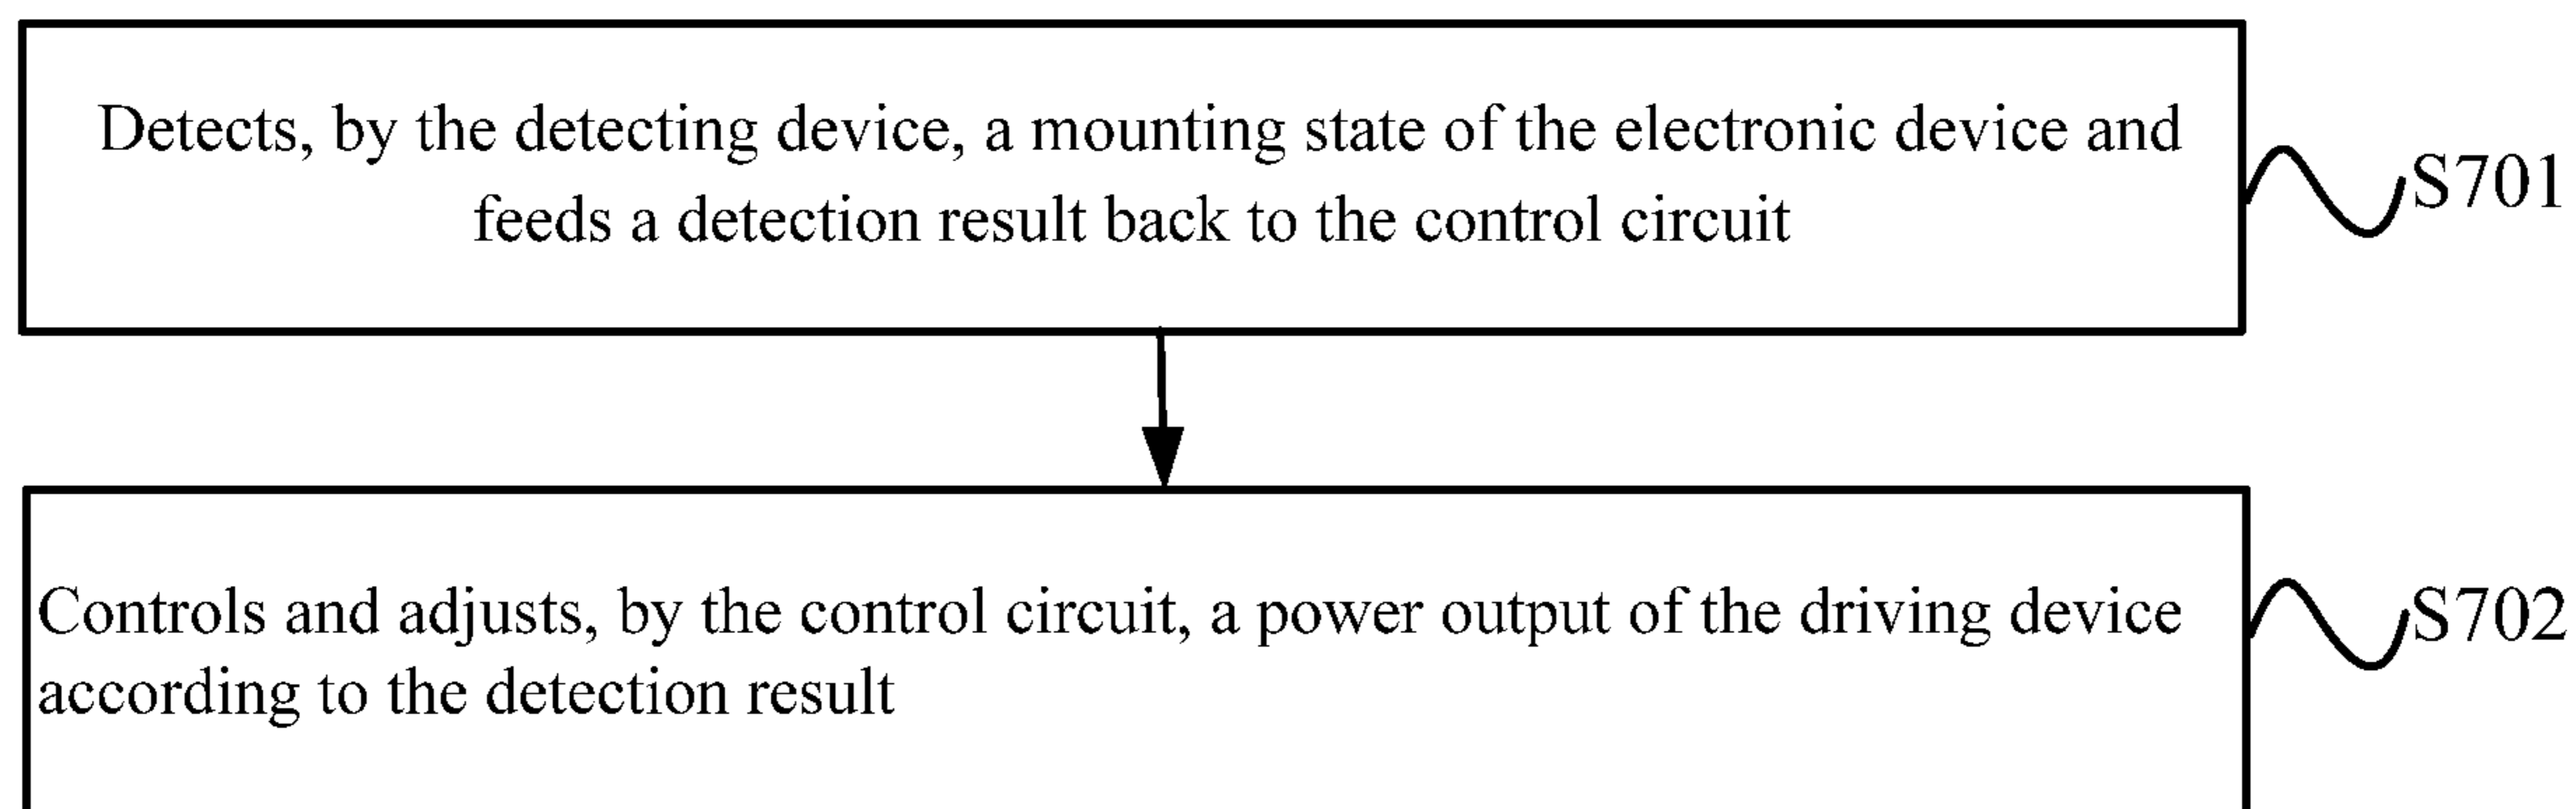 Detects, by the detecting device, a mounting state of the electronic device and
feeds a detection result back to the control circuit
S701
Controls and adjusts, by the control circuit, a power output of the driving device
according to the detection result
S702